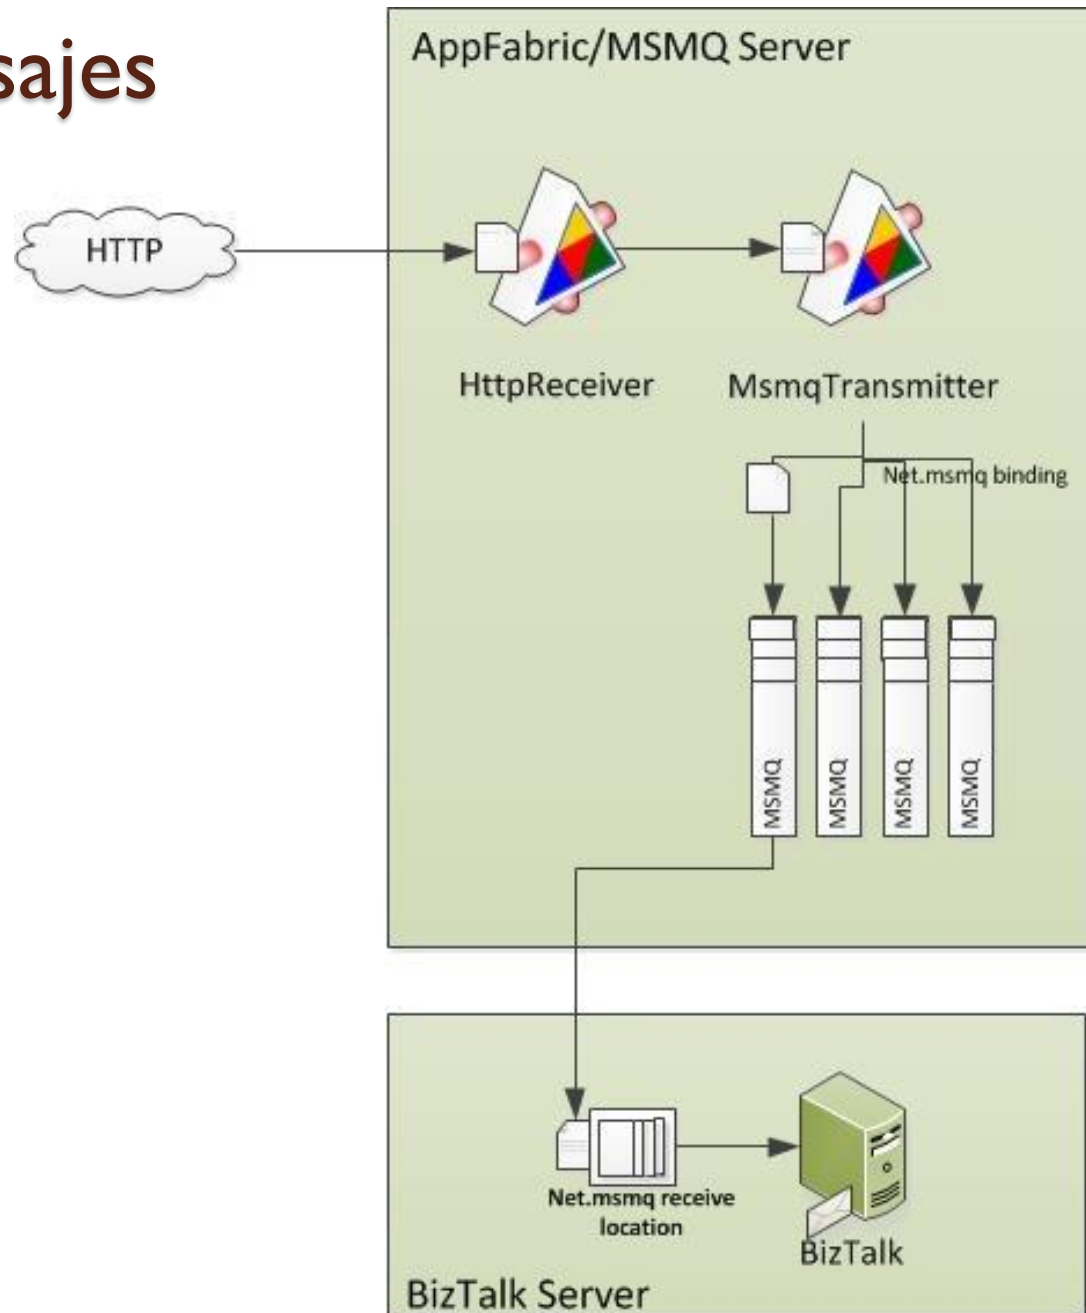 sajes
AppFabric/MSMQ Server
HTTP
HttpReceiver
MsmqTransmitter
Net.msmq binding
MSMQ
MSMQ
MSMQ
MSMQ
Net.msmq receive
location
BizTalk
BizTalk Server